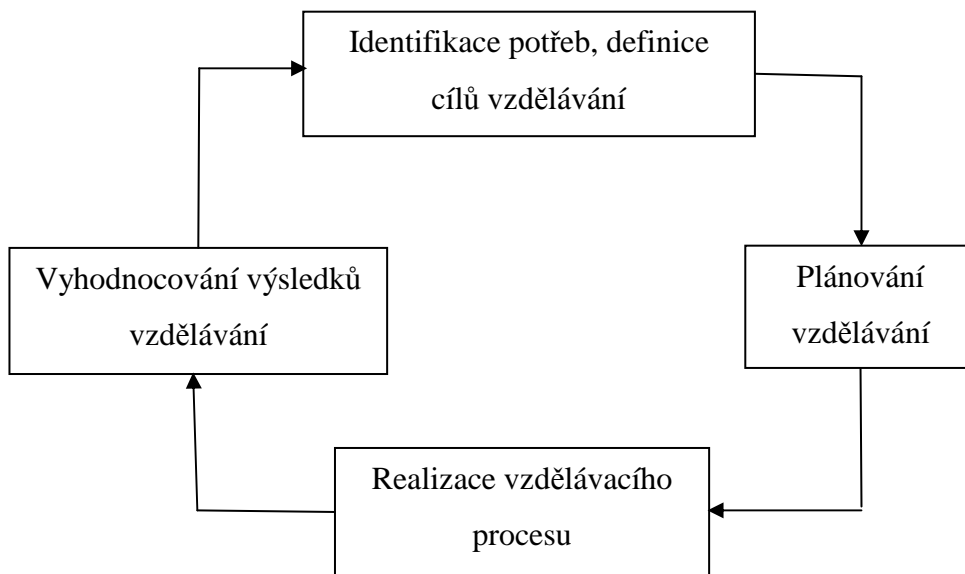 Identifikace potřeb, definice
cílů vzdělávání
Vyhodnocování výsledků
vzdělávání
Plánování
vzdělávání
Realizace vzdělávacího
procesu